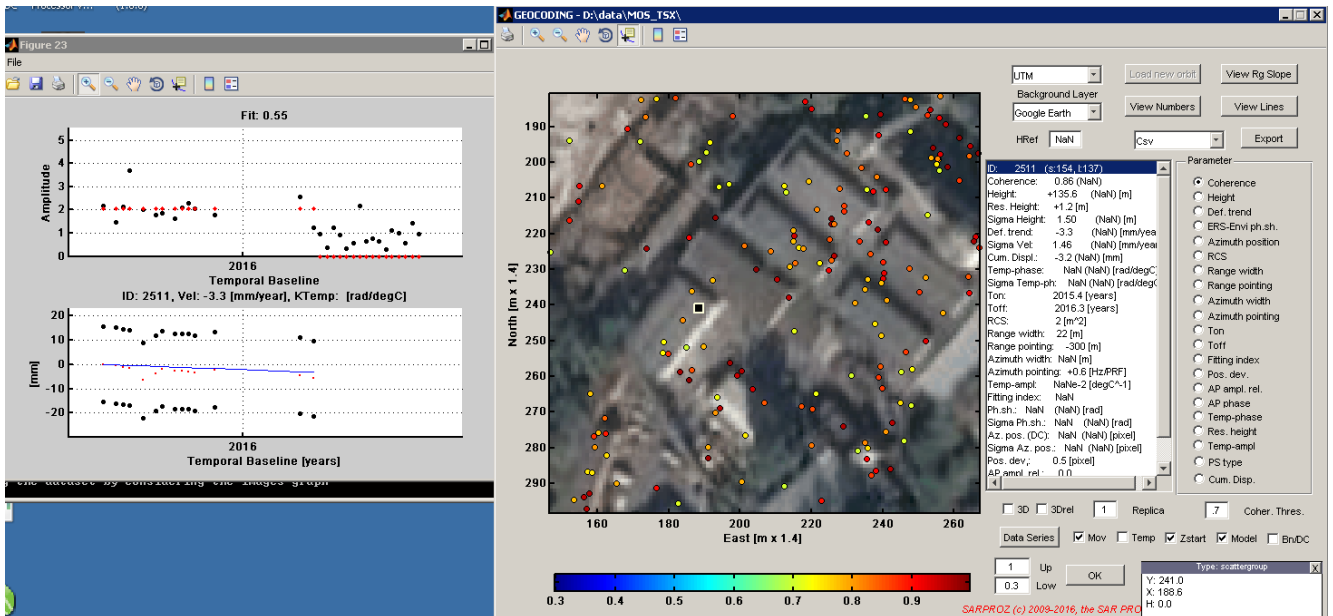 GEOCODING - D:\data\MOS_TSX\
Figure 23
File
Fit: 0.55
5
4
3
2
1
0
Amplitude
2016
Temporal Baseline
ID: 2511, Vel: -3.3 [mm/year], KTemp: [rad/degC]
20
10
0
-10
-20
[mm]
2016
Temporal Baseline [years]
the dataset by considering the images graph
190
200
210
220
230
240
250
260
270
280
290
North [m x 1.4]
160
180
200
220
240
260
East [m x 1.4]
0.3 0.4 0.5 0.6 0.7 0.8 0.9
UTM
Load new orbit
View Rg Slope
Background Layer
Google Earth
View Numbers
View Lines
HRef NaN
Csv
Export
ID: 2511 (s:154, l:137)
Coherence: 0.86 (NaN)
Height: +135.6 (NaN) [m]
Res. Height: +1.2 [m]
Sigma Height: 1.50 (NaN) [m]
Def. trend: -3.3 (NaN) [mm/year
Sigma Vel: 1.46 (NaN) [mm/year
Cum. Displ.: -3.2 (NaN) [mm]
Temp-phase: NaN (NaN) [rad/degC]
Sigma Temp-ph: NaN (NaN) [rad/degC
Ton: 2015.4 [years]
Toff: 2016.3 [years]
RCS: 2 [m^2]
Range width: 22 [m]
Range pointing: -300 [m]
Azimuth width: NaN [m]
Azimuth pointing: +0.6 [Hz/PRF]
Temp-ampl: NaNe-2 [degC^-1]
Fitting index: NaN
Ph.sh.: NaN (NaN) [rad]
Sigma Ph.sh.: NaN (NaN) [rad]
Az. pos. (DC): NaN (NaN) [pixel]
Sigma Az. pos.: NaN (NaN) [pixel]
Pos. dev,: 0.5 [pixel]
AP ampl. rel.: 0.0
Parameter
Coherence
Height
Def. trend
ERS-Envi ph.sh.
Azimuth position
RCS
Range width
Range pointing
Azimuth width
Azimuth pointing
Ton
Toff
Fitting index
Pos. dev.
AP ampl. rel.
AP phase
Temp-phase
Res. height
Temp-ampl
PS type
Cum. Disp.
3D 3Drel 1 Replica .7 Coher. Thres.
Data Series Mov Temp Zstart Model Bn/DC
1 Up
0.3 Low
OK
Type: scattergroup X
Y: 241.0
X: 188.6
H: 0.0
SARPROZ (c) 2009-2016, the SAR PRO